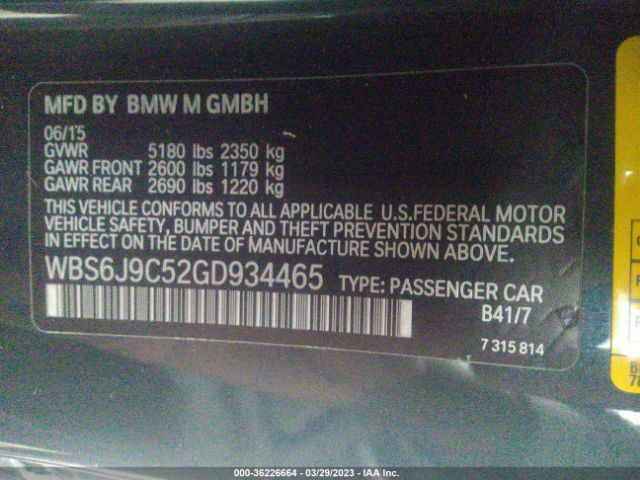 MFD BY BMW M GMBH
06/15
GVWR 5180 lbs 2350 kg
GAWR FRONT 2600 lbs 1179 kg
GAWR REAR 2690 lbs 1220 kg
THIS VEHICLE CONFORMS TO ALL APPLICABLE U.S.FEDERAL MOTOR
VEHICLE SAFETY, BUMPER AND THEFT PREVENTION STANDARDS
IN EFFECT ON THE DATE OF MANUFACTURE SHOWN ABOVE.
WBS6J9C52GD934465 TYPE: PASSENGER CAR
B41/7
7 315 814
000-36226664 - 03/29/2023 - IAA Inc.